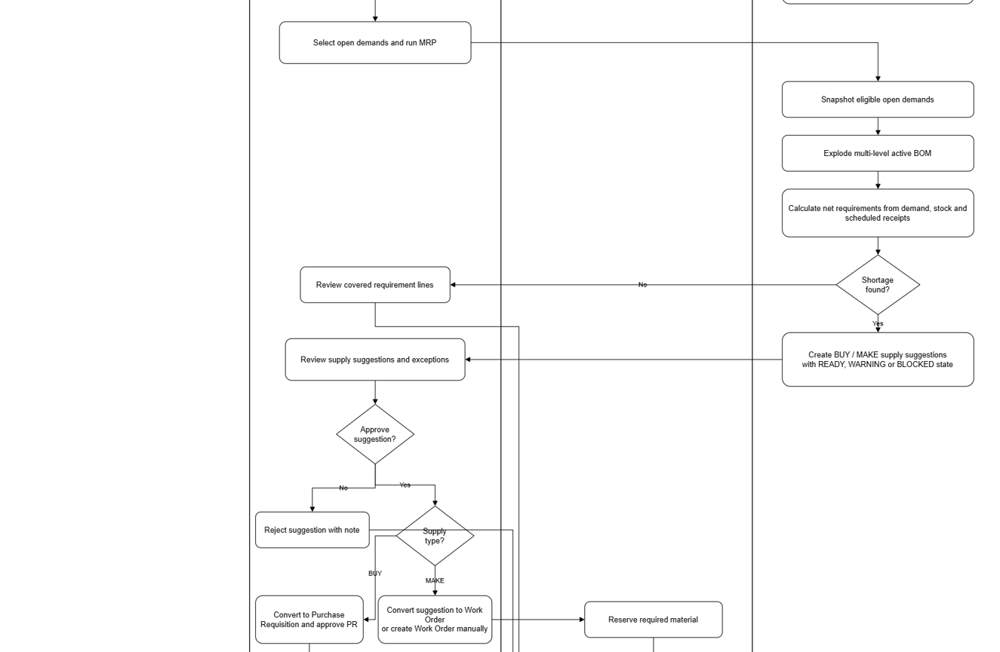 Select open demands and run MRP
Snapshot eligible open demands
Explode multi-level active BOM
Calculate net requirements from demand, stock and
scheduled receipts
Shortage
found?
No
Review covered requirement lines
Yes
Create BUY / MAKE supply suggestions
with READY, WARNING or BLOCKED state
Review supply suggestions and exceptions
Approve
suggestion?
No
Yes
Reject suggestion with note
Supply
type?
BUY
MAKE
Convert to Purchase
Requisition and approve PR
Convert suggestion to Work
Order
or create Work Order manually
Reserve required material